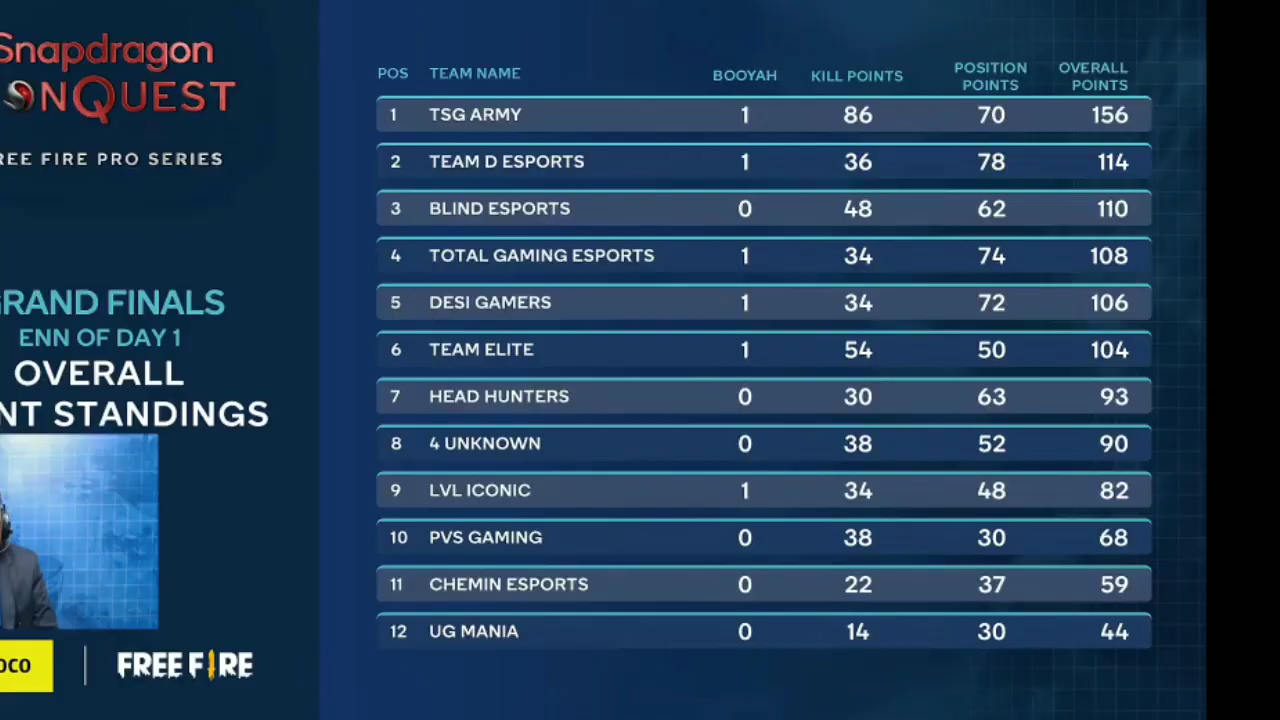 Snapdragon
ONQUEST
REE FIRE PRO SERIES
GRAND FINALS
ENN OF DAY 1
OVERALL
NT STANDINGS
OCO
FREE FIRE
POS TEAM NAME BOOYAH KILL POINTS POSITION POINTS OVERALL POINTS
1 TSG ARMY 1 86 70 156
2 TEAM D ESPORTS 1 36 78 114
3 BLIND ESPORTS 0 48 62 110
4 TOTAL GAMING ESPORTS 1 34 74 108
5 DESI GAMERS 1 34 72 106
6 TEAM ELITE 1 54 50 104
7 HEAD HUNTERS 0 30 63 93
8 4 UNKNOWN 0 38 52 90
9 LVL ICONIC 1 34 48 82
10 PVS GAMING 0 38 30 68
11 CHEMIN ESPORTS 0 22 37 59
12 UG MANIA 0 14 30 44